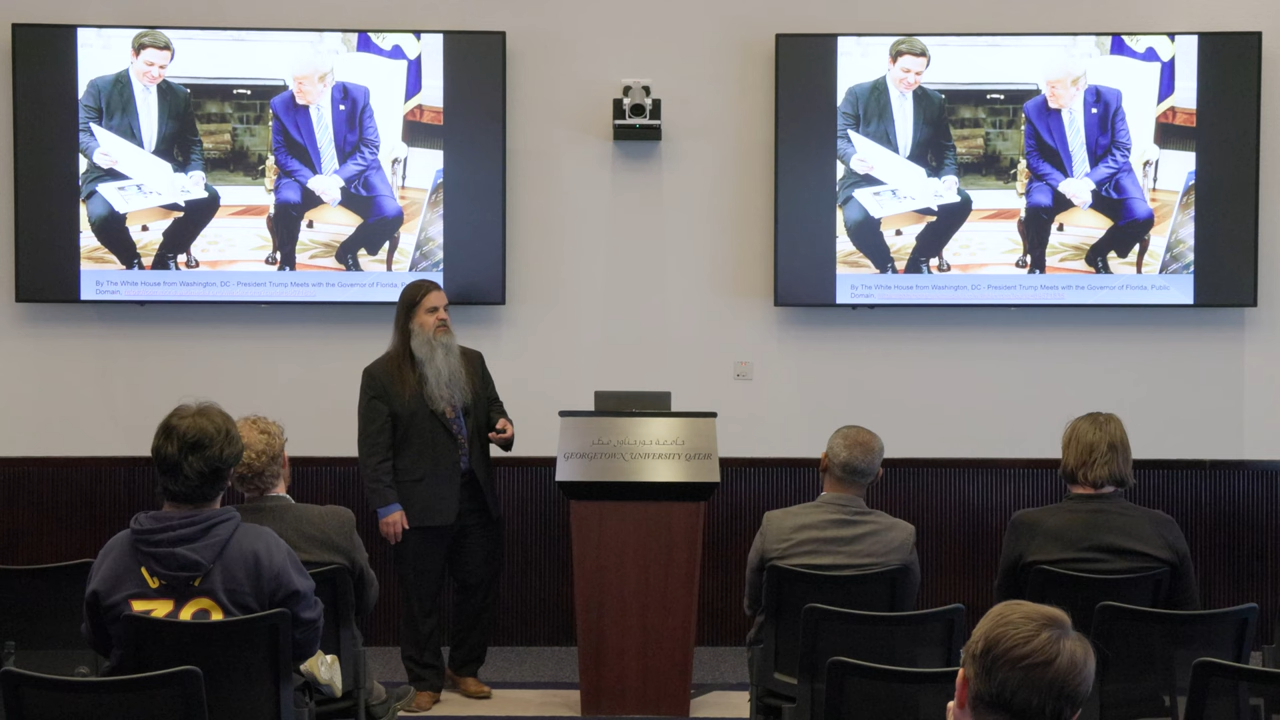 By The White House from Washington, DC - President Trump Meets with the Governor of Florida,
Domain.
By The White House from Washington, DC - President Trump Meets with the Governor of Florida, Public
Domain.
جامعة جورجتاون قطر
GEORGETOWN UNIVERSITY QATAR